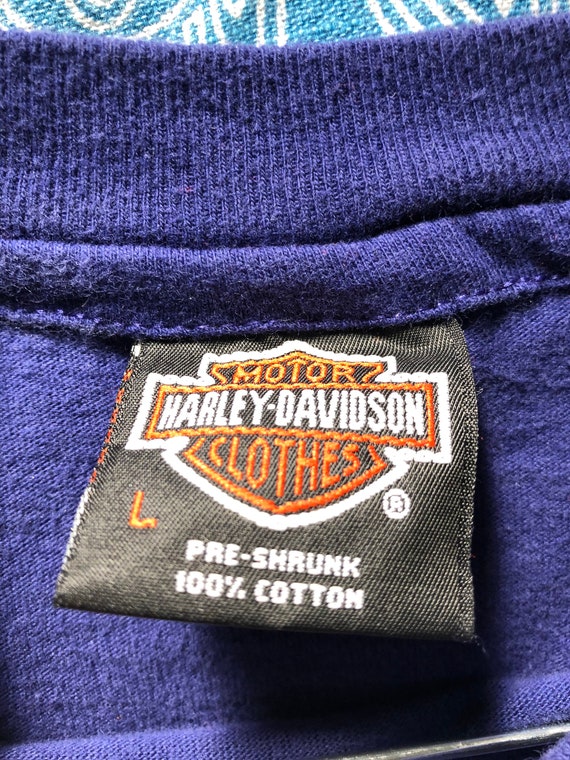 MOTOR
HARLEY-DAVIDSON
CLOTHES
®
L
PRE-SHRUNK
100% COTTON